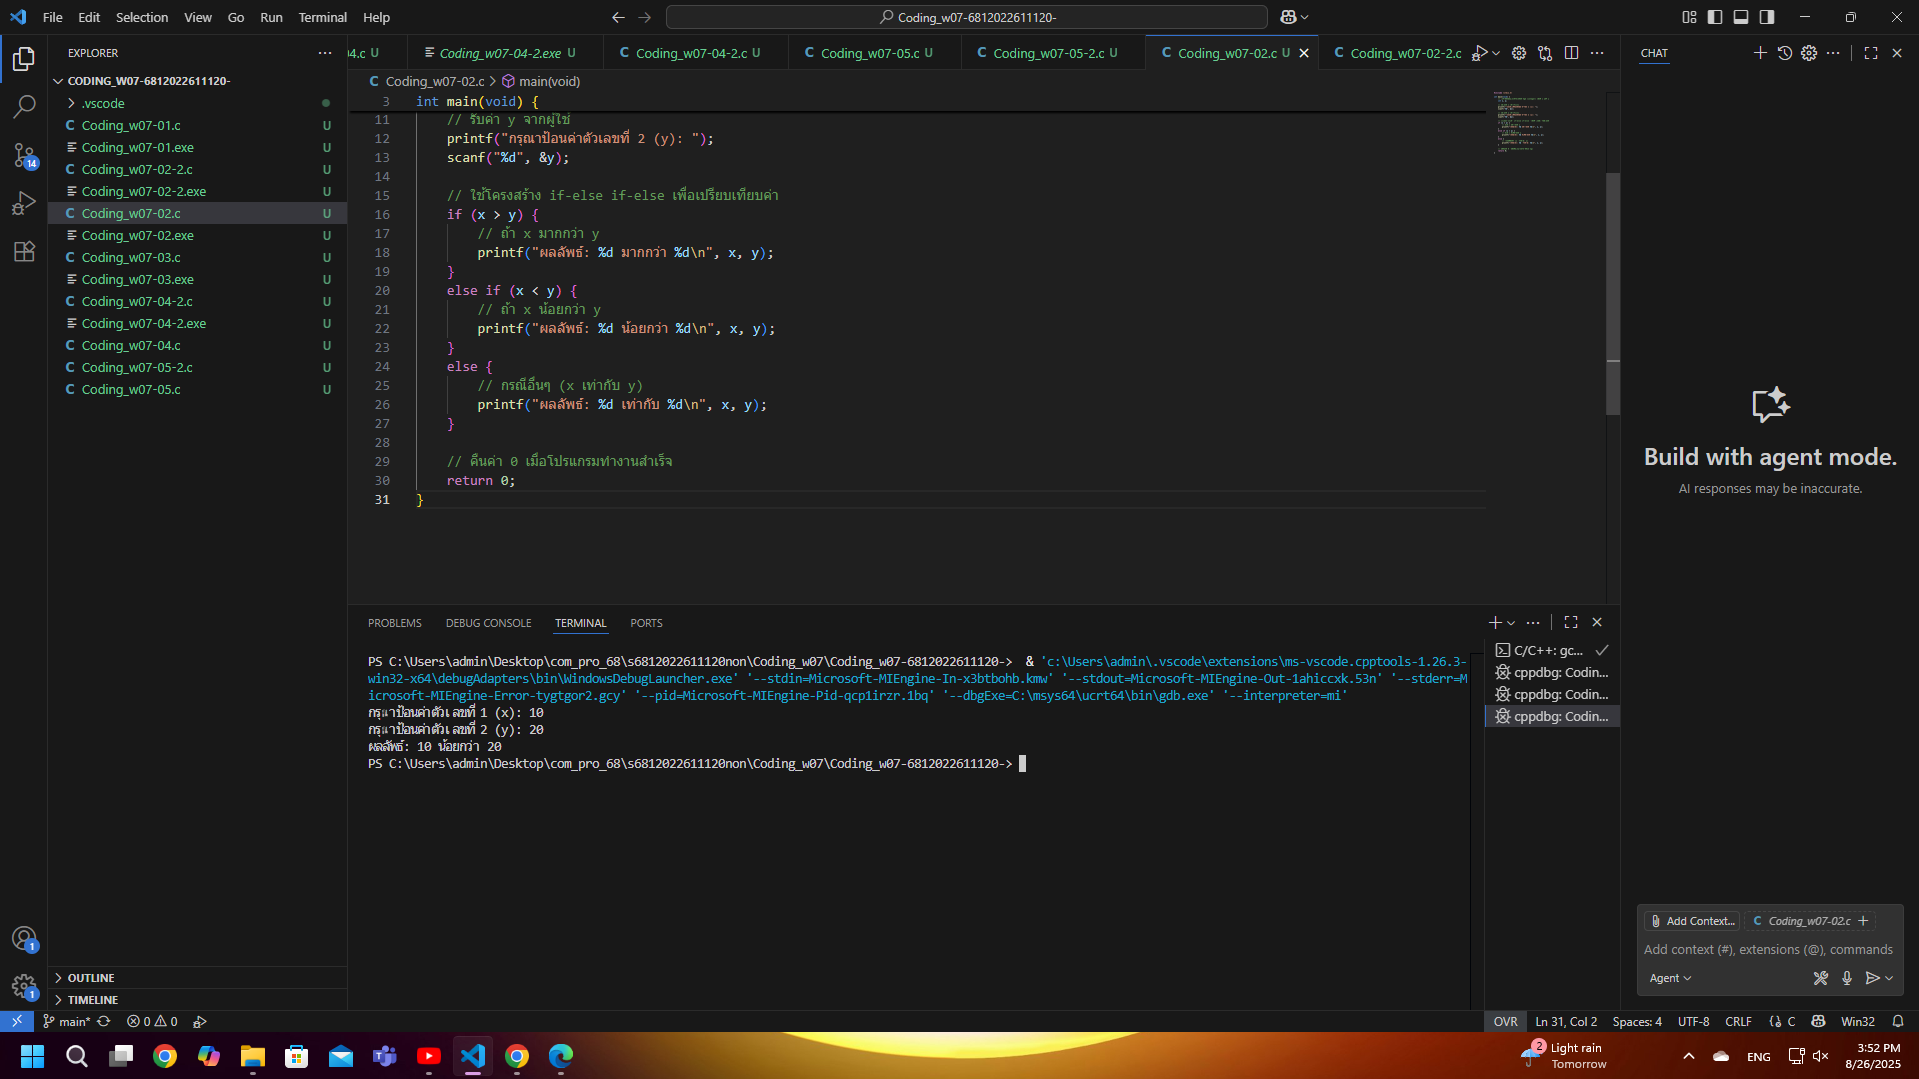 File Edit Selection View Go Run Terminal Help
Coding_w07-6812022611120-
EXPLORER
CODING_W07-6812022611120-
.vscode
Coding_w07-01.c U
Coding_w07-01.exe U
Coding_w07-02-2.c U
Coding_w07-02-2.exe U
Coding_w07-02.c U
Coding_w07-02.exe U
Coding_w07-03.c U
Coding_w07-03.exe U
Coding_w07-04-2.c U
Coding_w07-04-2.exe U
Coding_w07-04.c U
Coding_w07-05-2.c U
Coding_w07-05.c U
14
OUTLINE
TIMELINE
1
1
04.c U Coding_w07-04-2.exe U Coding_w07-04-2.c U Coding_w07-05.c U Coding_w07-05-2.c U Coding_w07-02.c U Coding_w07-02-2.c
Coding_w07-02.c > main(void)
3 int main(void) {
11 // รับค่า y จากผู้ใช้
12 printf("กรุณาป้อนค่าตัวเลขที่ 2 (y): ");
13 scanf("%d", &y);
14
15 // ใช้โครงสร้าง if-else if-else เพื่อเปรียบเทียบค่า
16 if (x > y) {
17 // ถ้า x มากกว่า y
18 printf("ผลลัพธ์: %d มากกว่า %d\n", x, y);
19 }
20 else if (x < y) {
21 // ถ้า x น้อยกว่า y
22 printf("ผลลัพธ์: %d น้อยกว่า %d\n", x, y);
23 }
24 else {
25 // กรณีอื่นๆ (x เท่ากับ y)
26 printf("ผลลัพธ์: %d เท่ากับ %d\n", x, y);
27 }
28
29 // คืนค่า 0 เมื่อโปรแกรมทำงานสำเร็จ
30 return 0;
31 }
PROBLEMS DEBUG CONSOLE TERMINAL PORTS
PS C:\Users\admin\Desktop\com_pro_68\s6812022611120non\Coding_w07\Coding_w07-6812022611120-> & 'c:\Users\admin\.vscode\extensions\ms-vscode.cpptools-1.26.3-
win32-x64\debugAdapters\bin\WindowsDebugLauncher.exe' '--stdin=Microsoft-MIEngine-In-x3btbohb.kmw' '--stdout=Microsoft-MIEngine-Out-1ahiccxk.53n' '--stderr=M
icrosoft-MIEngine-Error-tygtgor2.gcy' '--pid=Microsoft-MIEngine-Pid-qcp1irzr.1bq' '--dbgExe=C:\msys64\ucrt64\bin\gdb.exe' '--interpreter=mi'
กรุณาป้อนค่าตัวเลขที่ 1 (x): 10
กรุณาป้อนค่าตัวเลขที่ 2 (y): 20
ผลลัพธ์: 10 น้อยกว่า 20
PS C:\Users\admin\Desktop\com_pro_68\s6812022611120non\Coding_w07\Coding_w07-6812022611120->
C/C++: gc...
cppdbg: Codin...
cppdbg: Codin...
cppdbg: Codin...
CHAT
Build with agent mode.
AI responses may be inaccurate.
Add Context... Coding_w07-02.c
Add context (#), extensions (@), commands
Agent
main* 0 0
OVR Ln 31, Col 2 Spaces: 4 UTF-8 CRLF C Win32
2 Light rain
Tomorrow
ENG
3:52 PM
8/26/2025